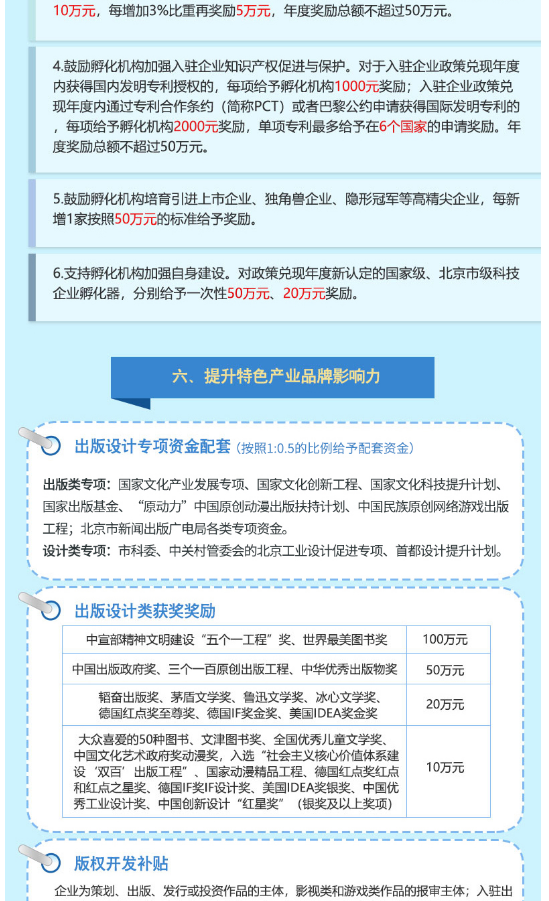 10万元，每增加3%比重再奖励5万元，年度奖励总额不超过50万元。
4.鼓励孵化机构加强入驻企业知识产权促进与保护。对于入驻企业政策兑现年度
内获得国内发明专利授权的，每项给予孵化机构1000元奖励；入驻企业政策兑
现年度内通过专利合作条约（简称PCT）或者巴黎公约申请获得国际发明专利的
，每项给予孵化机构2000元奖励，单项专利最多给予在6个国家的申请奖励。年
度奖励总额不超过50万元。
5.鼓励孵化机构培育引进上市企业、独角兽企业、隐形冠军等高精尖企业，每新
增1家按照50万元的标准给予奖励。
6.支持孵化机构加强自身建设。对政策兑现年度新认定的国家级、北京市级科技
企业孵化器，分别给予一次性50万元、20万元奖励。
六、提升特色产业品牌影响力
出版设计专项资金配套（按照1:0.5的比例给予配套资金）
出版类专项：国家文化产业发展专项、国家文化创新工程、国家文化科技提升计划、
国家出版基金、“原动力”中国原创动漫出版扶持计划、中国民族原创网络游戏出版
工程；北京市新闻出版广电局各类专项资金。
设计类专项：市科委、中关村管委会的北京工业设计促进专项、首都设计提升计划。
出版设计类获奖奖励
中宣部精神文明建设“五个一工程”奖、世界最美图书奖 100万元
中国出版政府奖、三个一百原创出版工程、中华优秀出版物奖 50万元
韬奋出版奖、茅盾文学奖、鲁迅文学奖、冰心文学奖、
德国红点奖至尊奖、德国IF奖金奖、美国IDEA奖金奖
20万元
大众喜爱的50种图书、文津图书奖、全国优秀儿童文学奖、
中国文化艺术政府奖动漫奖，入选“社会主义核心价值体系建
设‘双百’出版工程”、国家动漫精品工程、德国红点奖红点
和红点之星奖、德国IF奖IF设计奖、美国IDEA奖银奖、中国优
秀工业设计奖、中国创新设计“红星奖”（银奖及以上奖项）
10万元
版权开发补贴
企业为策划、出版、发行或投资作品的主体，影视类和游戏类作品的报审主体；入驻出